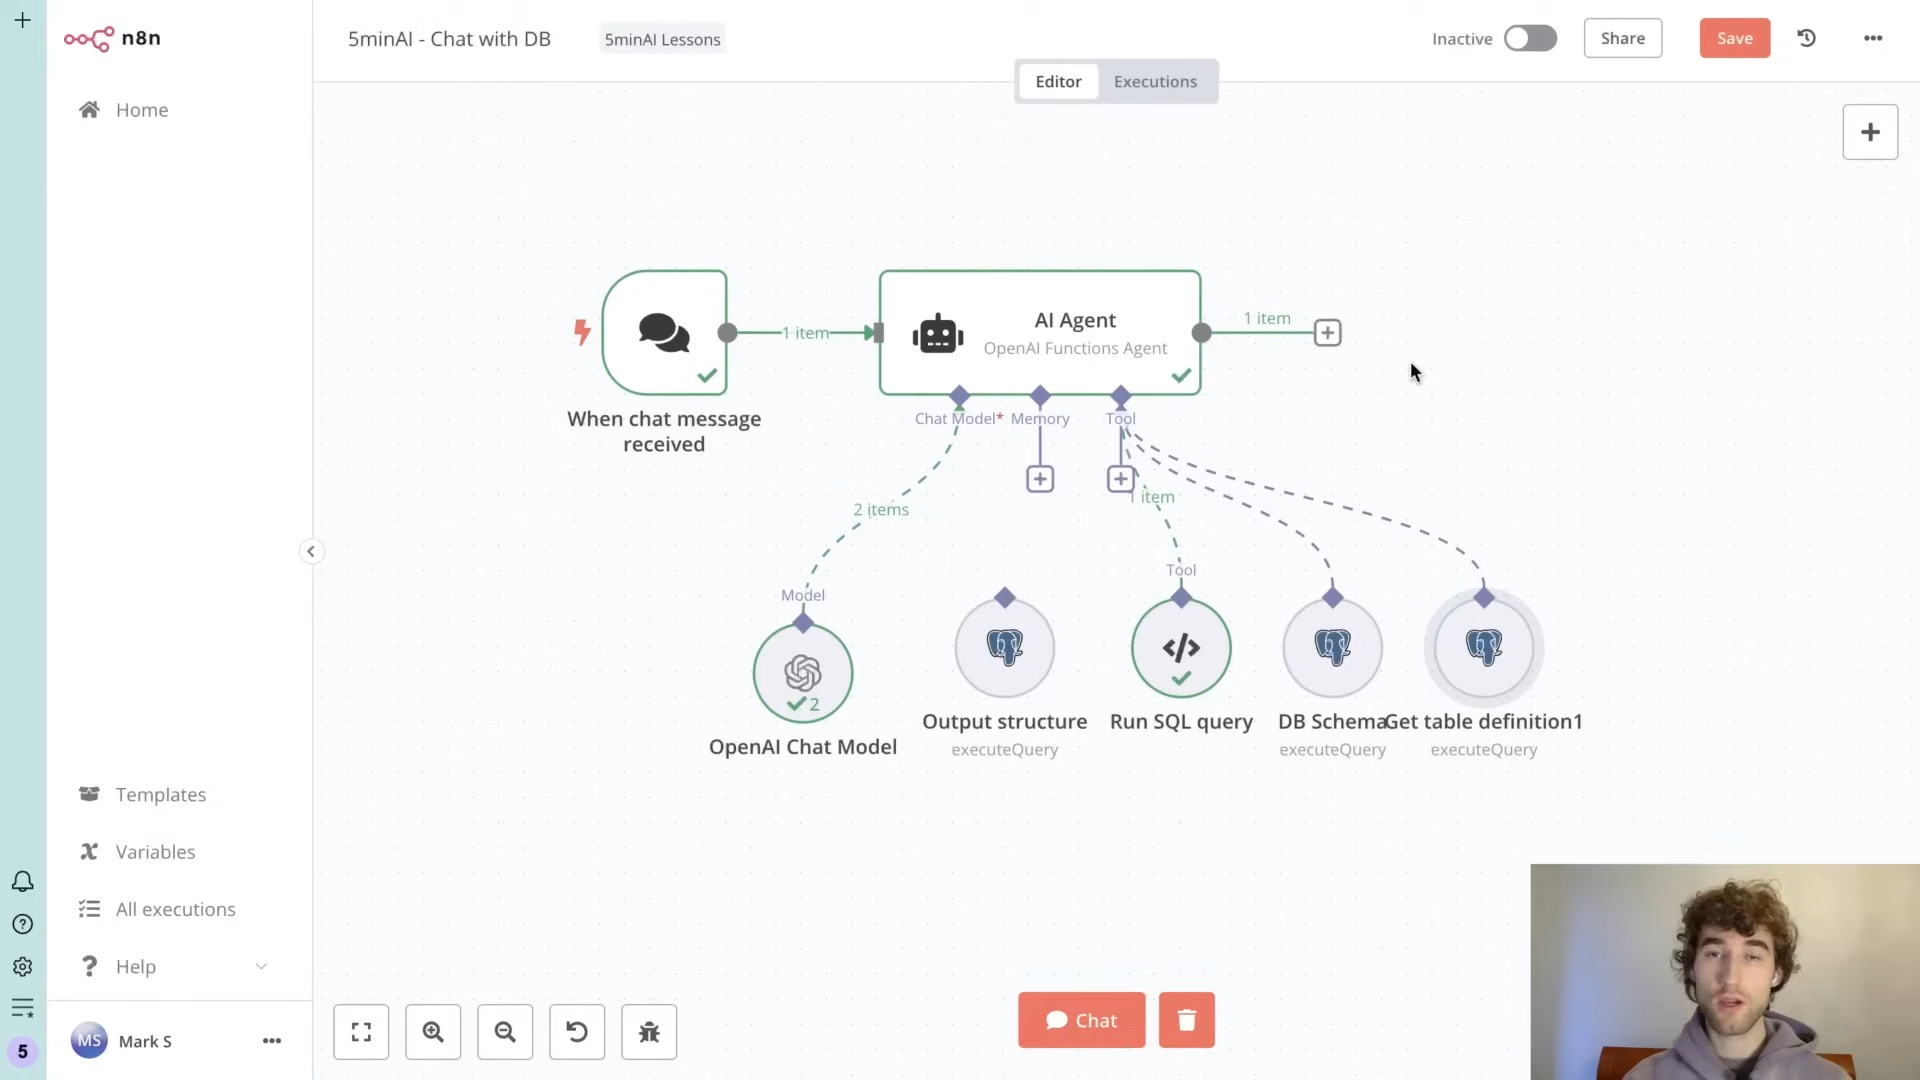 n8n
5minAI - Chat with DB
5minAI Lessons
Inactive
Share
Save
Editor
Executions
Home
1 item
AI Agent
OpenAI Functions Agent
1 item
When chat message
received
Chat Model*
Memory
Tool
2 items
1 item
Tool
Model
Output structure
executeQuery
Run SQL query
DB Schema
executeQuery
Get table definition1
executeQuery
2
OpenAI Chat Model
Templates
Variables
All executions
Help
MS
Mark S
5
Chat